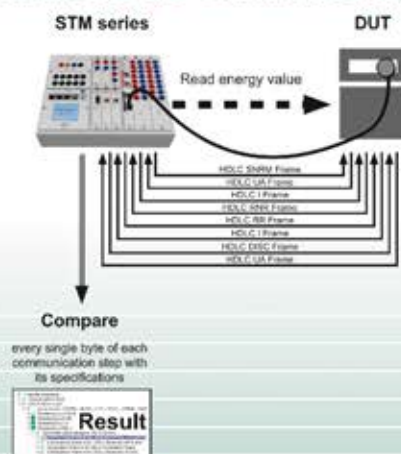 STM series
DUT
Read energy value
HDLC SNRM Frame
HDLC UA Frame
HDLC I Frame
HDLC RNR Frame
HDLC RR Frame
HDLC I Frame
HDLC DISC Frame
HDLC UA Frame
Compare
every single byte of each
communication step with
its specifications
Result